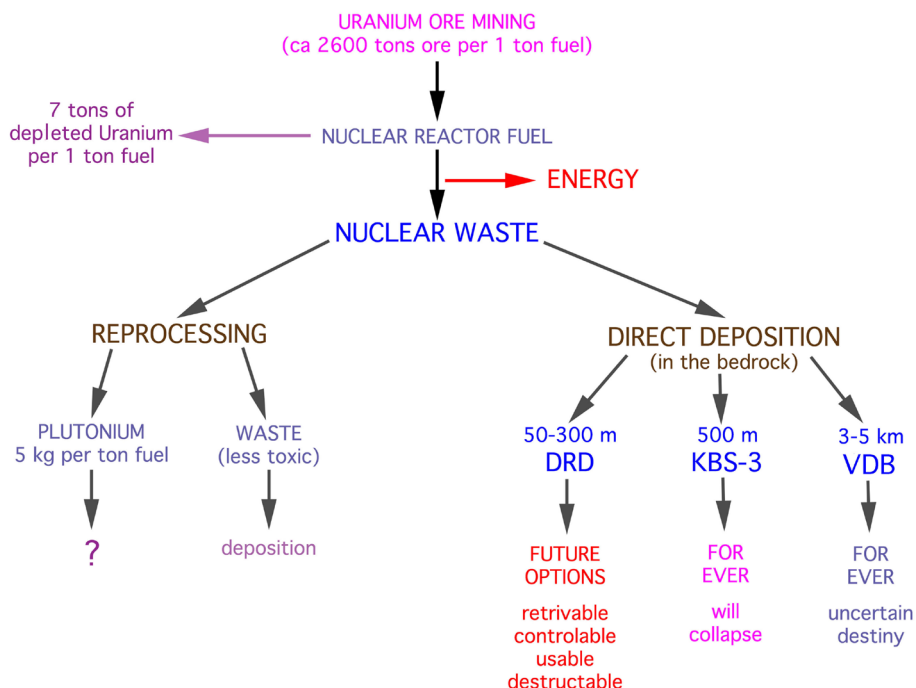 URANIUM ORE MINING
(ca 2600 tons ore per 1 ton fuel)
7 tons of
depleted Uranium
per 1 ton fuel
NUCLEAR REACTOR FUEL
ENERGY
NUCLEAR WASTE
REPROCESSING
DIRECT DEPOSITION
(in the bedrock)
PLUTONIUM
5 kg per ton fuel
WASTE
(less toxic)
50-300 m
DRD
500 m
KBS-3
3-5 km
VDB
?
deposition
FUTURE
OPTIONS
retrivable
controlable
usable
destructable
FOR
EVER
will
collapse
FOR
EVER
uncertain
destiny